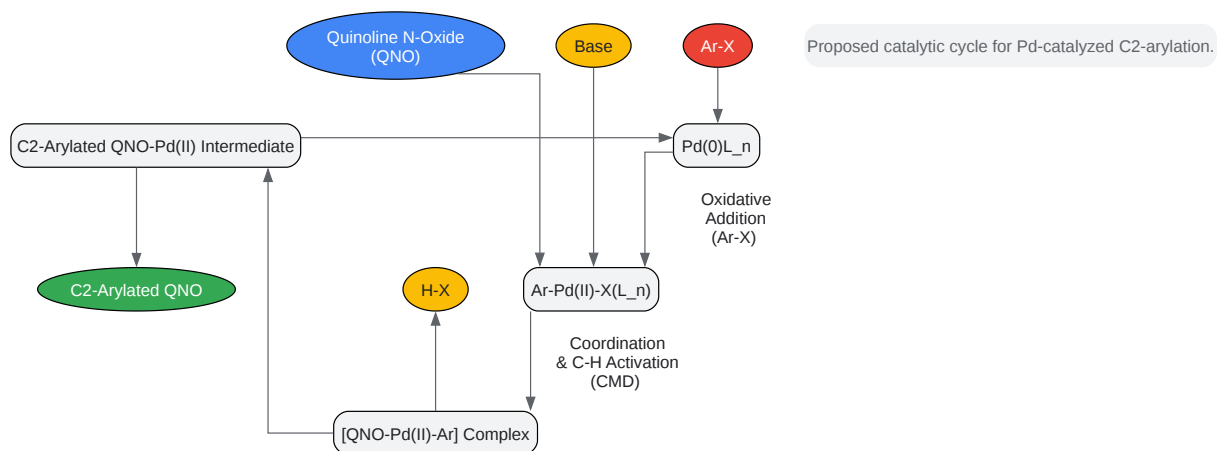 Quinoline N-Oxide
(QNO)
Base
Ar-X
Proposed catalytic cycle for Pd-catalyzed C2-arylation.
C2-Arylated QNO-Pd(II) Intermediate
Pd(0)L_n
Oxidative
Addition
(Ar-X)
C2-Arylated QNO
H-X
Ar-Pd(II)-X(L_n)
Coordination
& C-H Activation
(CMD)
[QNO-Pd(II)-Ar] Complex